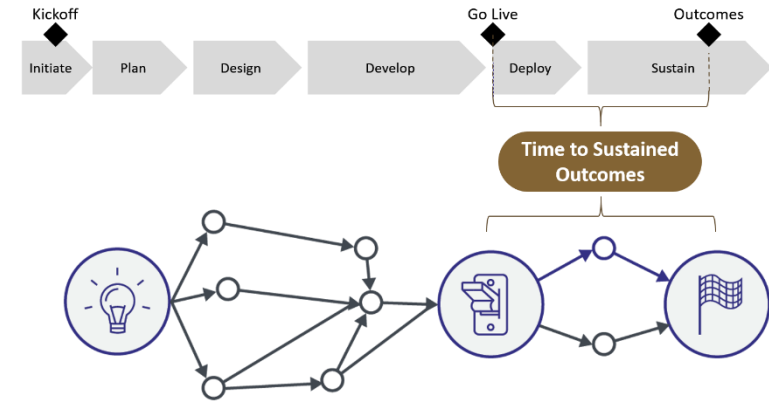 Kickoff
Go Live
Outcomes
Initiate
Plan
Design
Develop
Deploy
Sustain
Time to Sustained
Outcomes